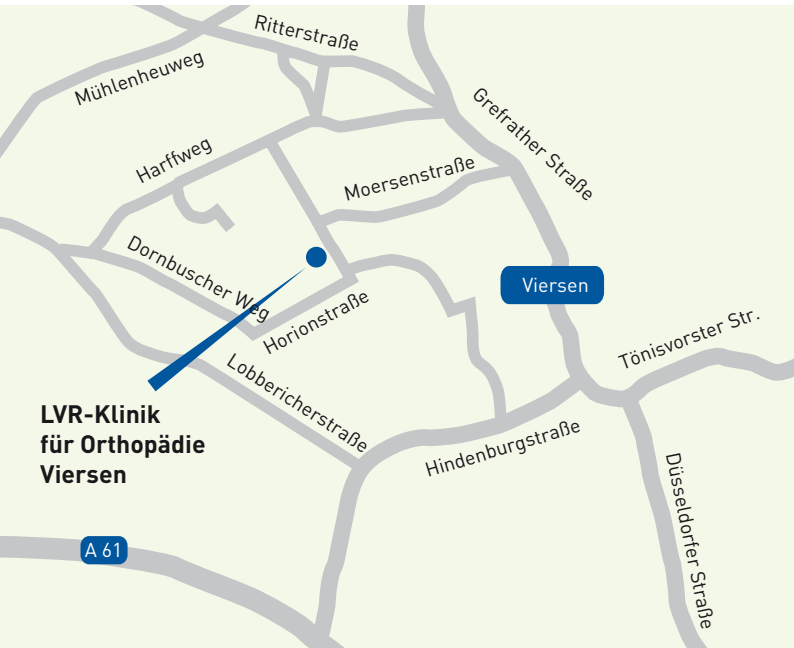 Ritterstraße
Mühlenheuweg
Grefrather Straße
Harffweg
Moersenstraße
Dornbuscher Weg
Viersen
Horionstraße
Tönisvorster Str.
Lobbericherstraße
LVR-Klinik
für Orthopädie
Viersen
Hindenburgstraße
Düsseldorfer Straße
A 61